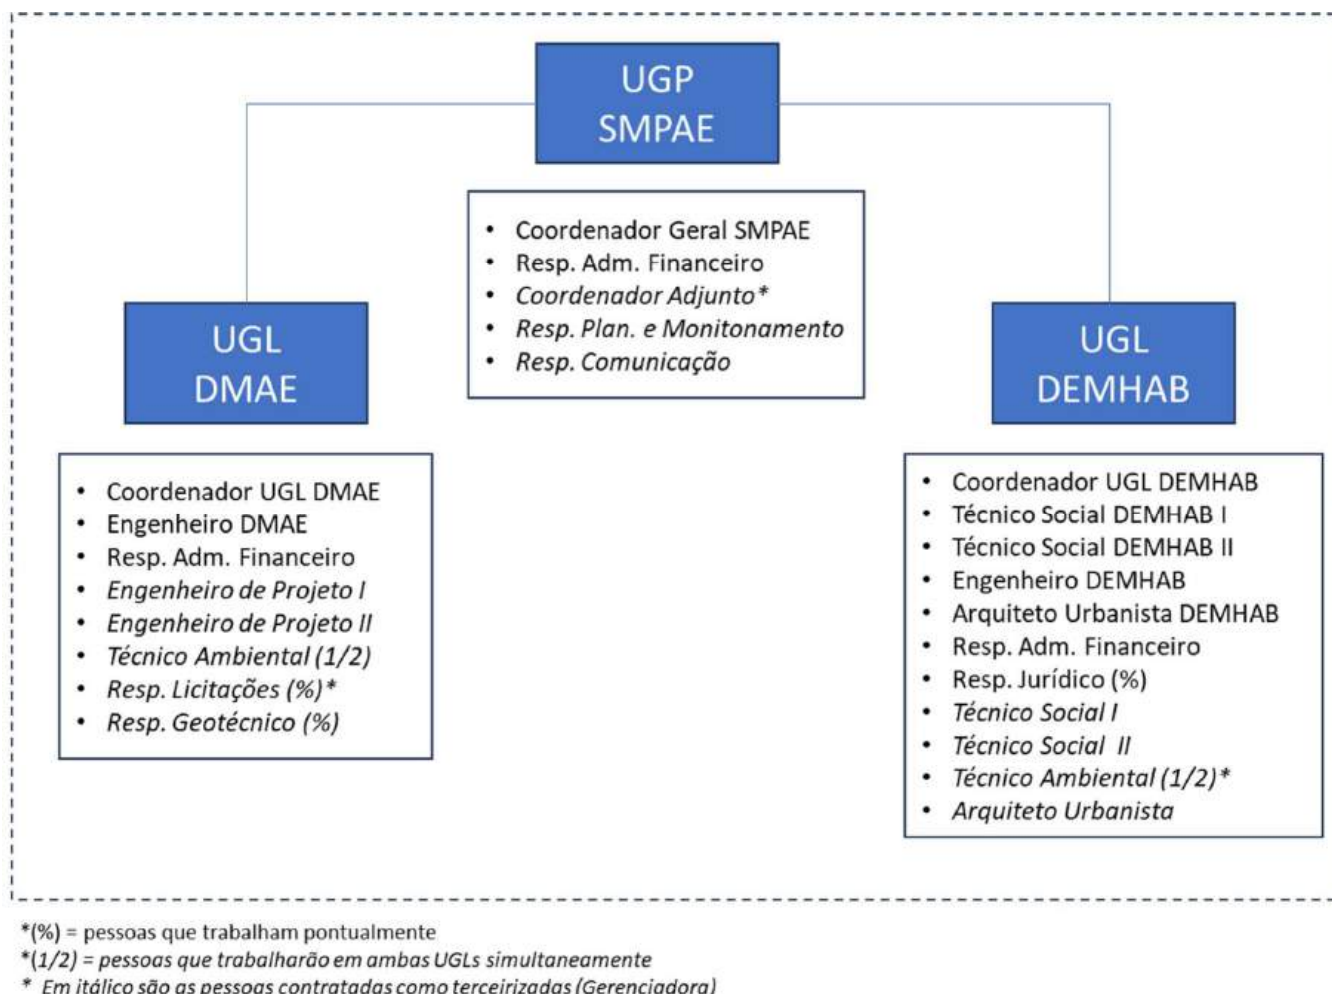 UGP
SMPAE
• Coordenador Geral SMPAE
• Resp. Adm. Financeiro
• Coordenador Adjunto*
• Resp. Plan. e Monitonamento
• Resp. Comunicação
UGL
DMAE
• Coordenador UGL DMAE
• Engenheiro DMAE
• Resp. Adm. Financeiro
• Engenheiro de Projeto I
• Engenheiro de Projeto II
• Técnico Ambiental (1/2)
• Resp. Licitações (%)*
• Resp. Geotécnico (%)
UGL
DEMHAB
• Coordenador UGL DEMHAB
• Técnico Social DEMHAB I
• Técnico Social DEMHAB II
• Engenheiro DEMHAB
• Arquiteto Urbanista DEMHAB
• Resp. Adm. Financeiro
• Resp. Jurídico (%)
• Técnico Social I
• Técnico Social II
• Técnico Ambiental (1/2)*
• Arquiteto Urbanista
*(%) = pessoas que trabalham pontualmente
*(1/2) = pessoas que trabalharão em ambas UGLs simultaneamente
* Em itálico são as pessoas contratadas como terceirizadas (Gerenciadora)